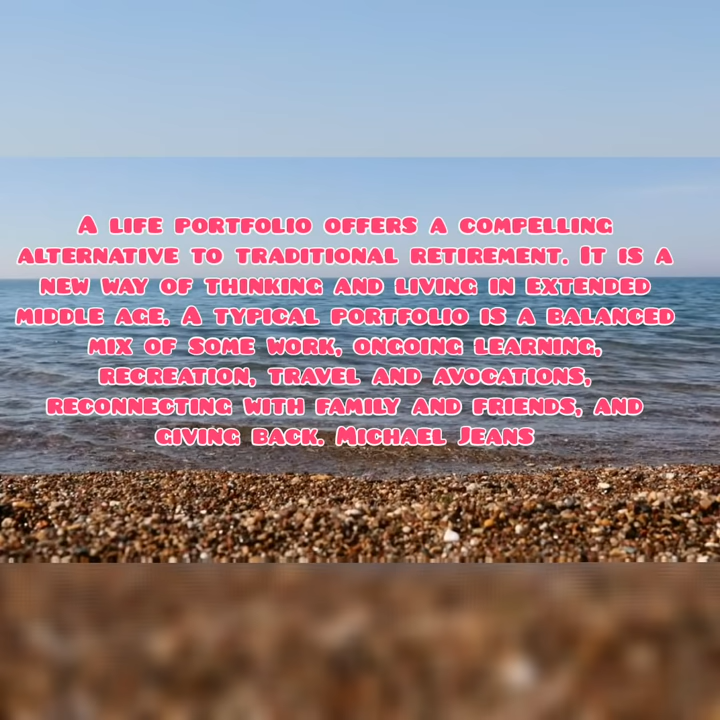 A life portfolio offers a compelling
alternative to traditional retirement. It is a
new way of thinking and living in extended
middle age. A typical portfolio is a balanced
mix of some work, ongoing learning,
recreation, travel and avocations,
reconnecting with family and friends, and
giving back. Michael Jeans